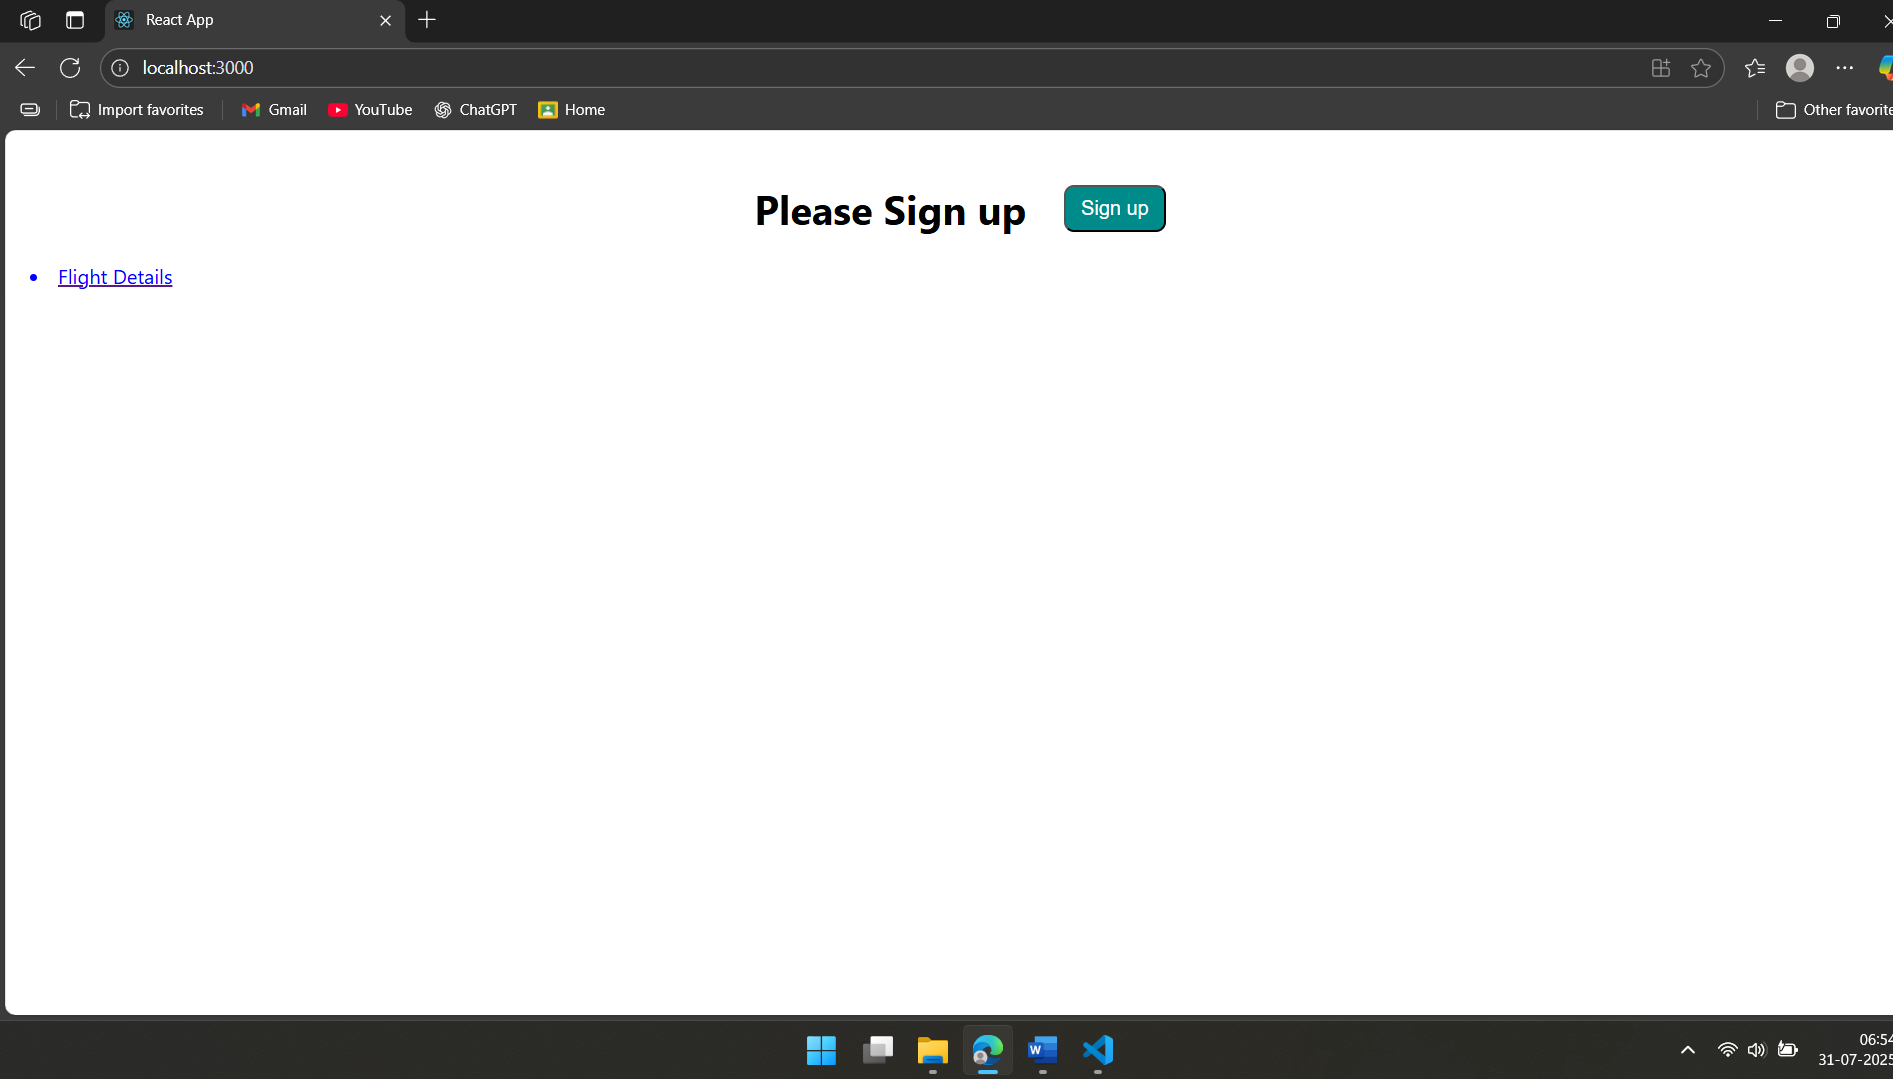 React App
localhost:3000
Import favorites Gmail YouTube ChatGPT Home Other favorite
Please Sign up Sign up
• Flight Details
W
06:54
31-07-2025